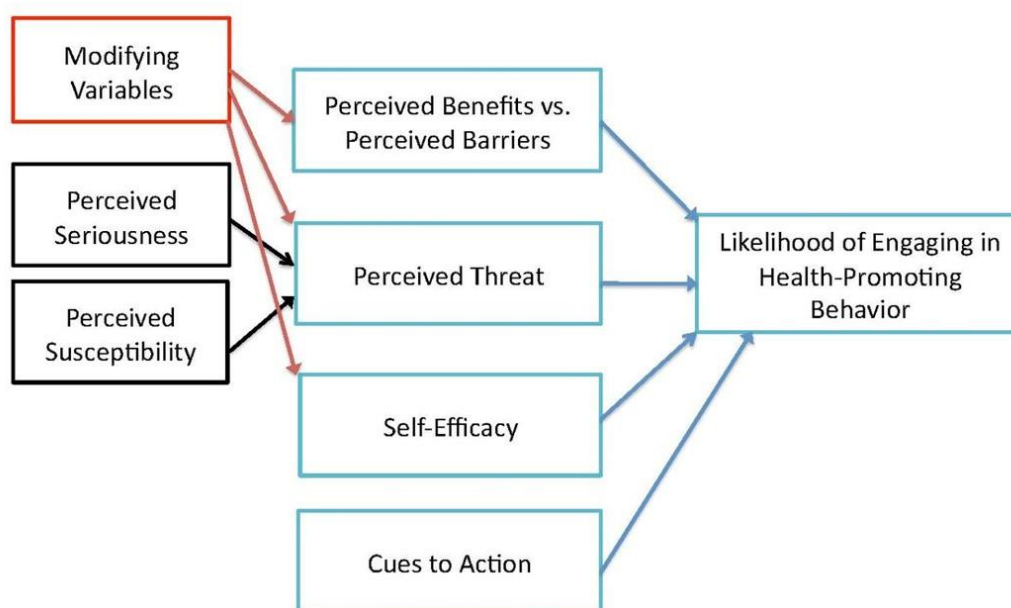 Modifying
Variables
Perceived
Seriousness
Perceived
Susceptibility
Perceived Benefits vs.
Perceived Barriers
Perceived Threat
Self-Efficacy
Cues to Action
Likelihood of Engaging in
Health-Promoting
Behavior